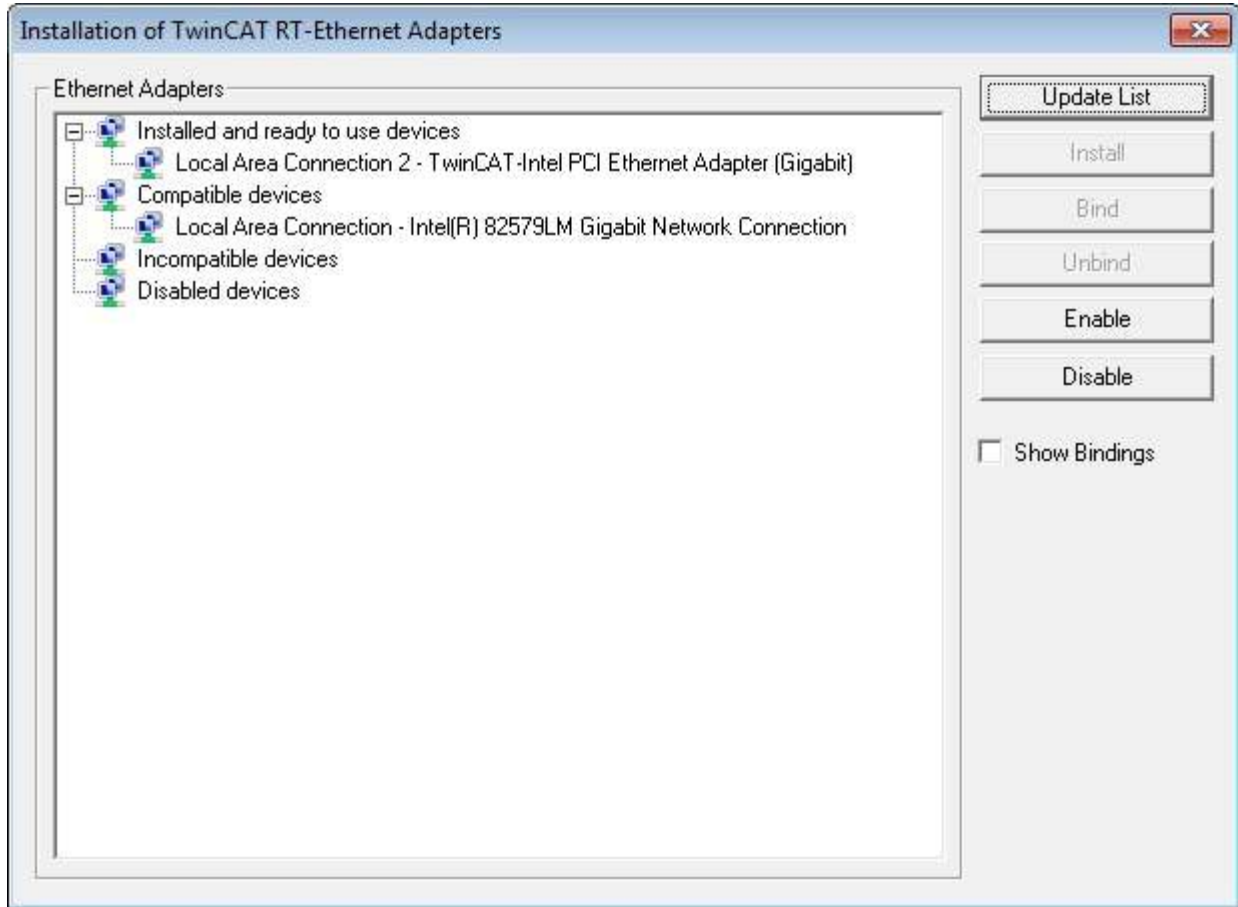 Installation of TwinCAT RT-Ethernet Adapters
Ethernet Adapters
Installed and ready to use devices
Local Area Connection 2 - TwinCAT-Intel PCI Ethernet Adapter (Gigabit)
Compatible devices
Local Area Connection - Intel(R) 82579LM Gigabit Network Connection
Incompatible devices
Disabled devices
Update List
Install
Bind
Unbind
Enable
Disable
Show Bindings